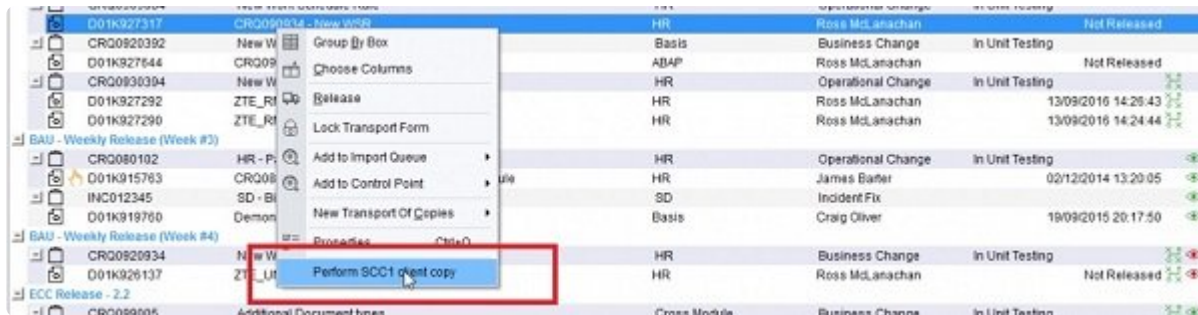 D01K927317 CRQ090934 - New WSR HR Ross McLanachan Not Released
CRQ0920392 New W Basis Business Change In Unit Testing
D01K927644 CRQ09 ABAP Ross McLanachan Not Released
CRQ0930394 New W HR Operational Change In Unit Testing
D01K927292 ZTE_R HR Ross McLanachan 13/09/2016 14:26:43
D01K927290 ZTE_R HR Ross McLanachan 13/09/2016 14:24:44
BAU - Weekly Release (Week #3)
CRQ080102 HR - P HR Operational Change In Unit Testing
D01K915763 CRQ08 ule HR James Barter 02/12/2014 13:20:05
INC012345 SD - Bi SD Incident Fix
D01K919760 Demon Basis Craig Oliver 19/09/2015 20:17:50
BAU - Weekly Release (Week #4)
CRQ0920934 N w W HR Business Change In Unit Testing
D01K926137 ZTE_U HR Ross McLanachan Not Released
ECC Release - 2.2
CRQ099005 Additional Document types Cross Module Business Change In Unit Testing
Group By Box
Choose Columns
Release
Lock Transport Form
Add to Import Queue
Add to Control Point
New Transport Of Copies
Properties Ctrl+O
Perform SCC1 client copy